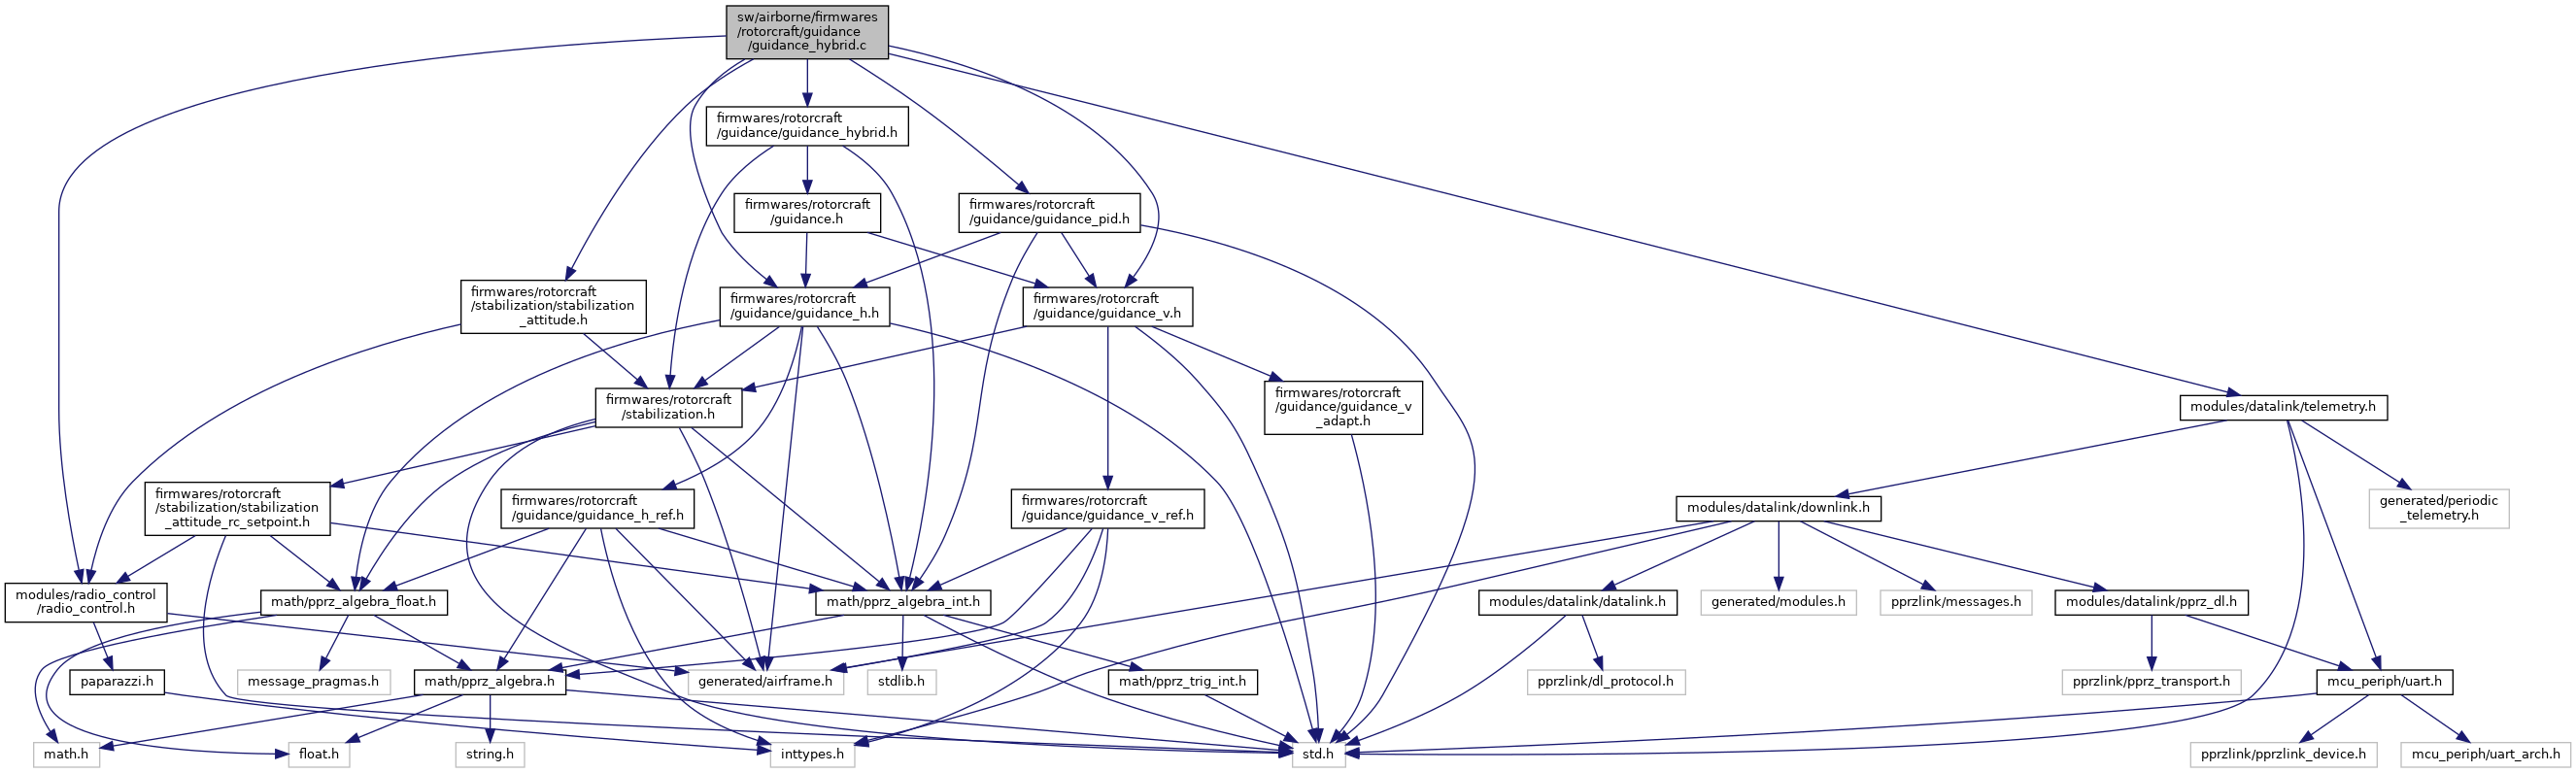 sw/airborne/firmwares
/rotorcraft/guidance
/guidance_hybrid.c
firmwares/rotorcraft
/guidance/guidance_hybrid.h
firmwares/rotorcraft
/guidance.h
firmwares/rotorcraft
/guidance/guidance_pid.h
firmwares/rotorcraft
/stabilization/stabilization
_attitude.h
firmwares/rotorcraft
/guidance/guidance_h.h
firmwares/rotorcraft
/guidance/guidance_v.h
firmwares/rotorcraft
/stabilization.h
firmwares/rotorcraft
/guidance/guidance_v
_adapt.h
modules/datalink/telemetry.h
firmwares/rotorcraft
/stabilization/stabilization
_attitude_rc_setpoint.h
firmwares/rotorcraft
/guidance/guidance_h_ref.h
firmwares/rotorcraft
/guidance/guidance_v_ref.h
modules/datalink/downlink.h
generated/periodic
_telemetry.h
modules/radio_control
/radio_control.h
math/pprz_algebra_float.h
math/pprz_algebra_int.h
modules/datalink/datalink.h
generated/modules.h
pprzlink/messages.h
modules/datalink/pprz_dl.h
paparazzi.h
message_pragmas.h
math/pprz_algebra.h
generated/airframe.h
stdlib.h
math/pprz_trig_int.h
pprzlink/dl_protocol.h
pprzlink/pprz_transport.h
mcu_periph/uart.h
math.h
float.h
string.h
inttypes.h
std.h
pprzlink/pprzlink_device.h
mcu_periph/uart_arch.h